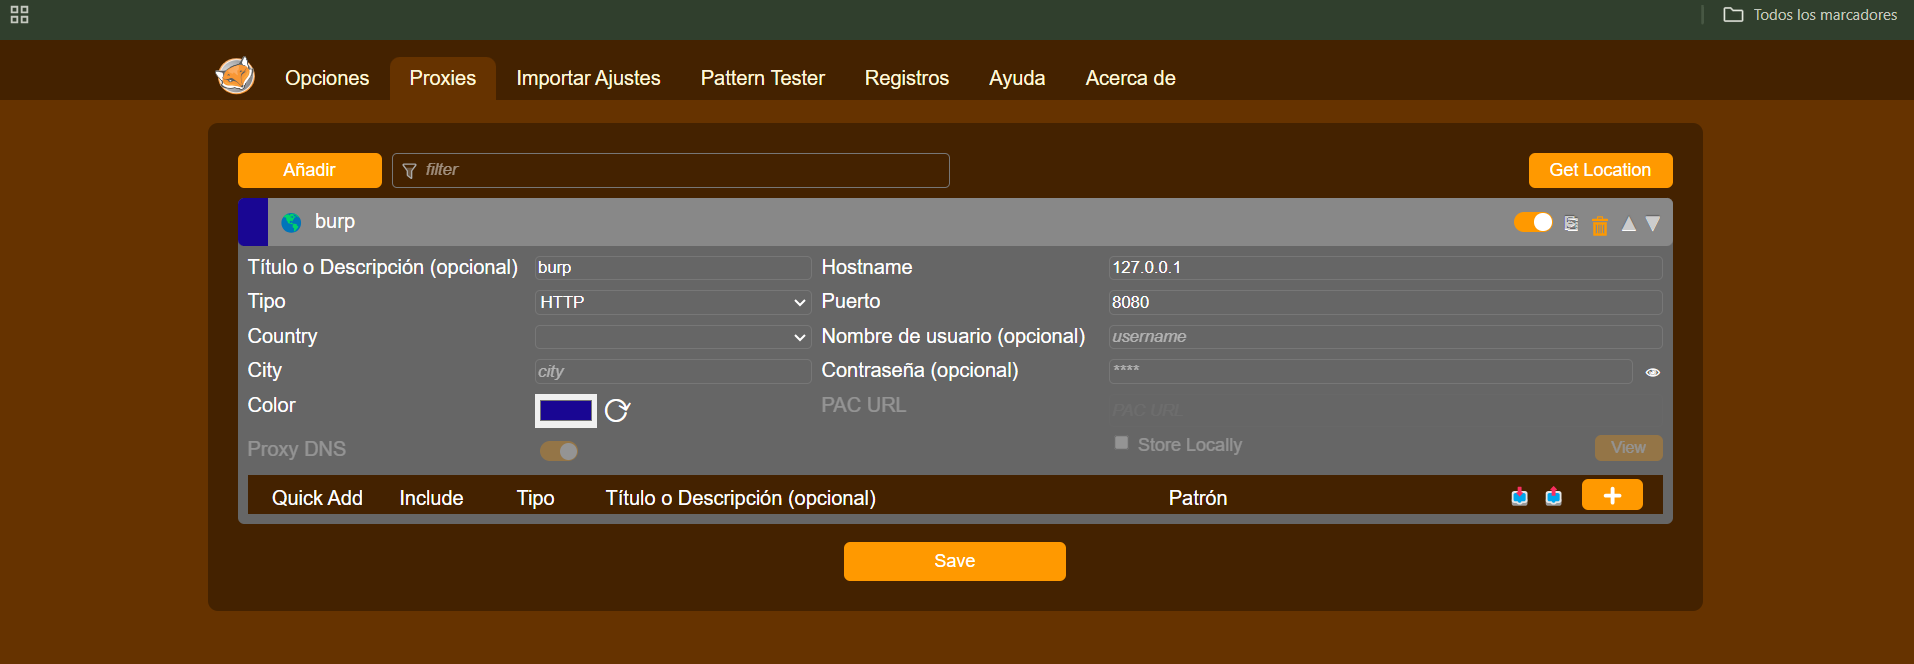 Todos los marcadores
Opciones Proxies Importar Ajustes Pattern Tester Registros Ayuda Acerca de
Añadir filter Get Location
burp
Título o Descripción (opcional) burp Hostname 127.0.0.1
Tipo HTTP Puerto 8080
Country Nombre de usuario (opcional) username
City city Contraseña (opcional) ****
Color PAC URL PAC URL
Proxy DNS Store Locally View
Quick Add Include Tipo Título o Descripción (opcional) Patrón
Save